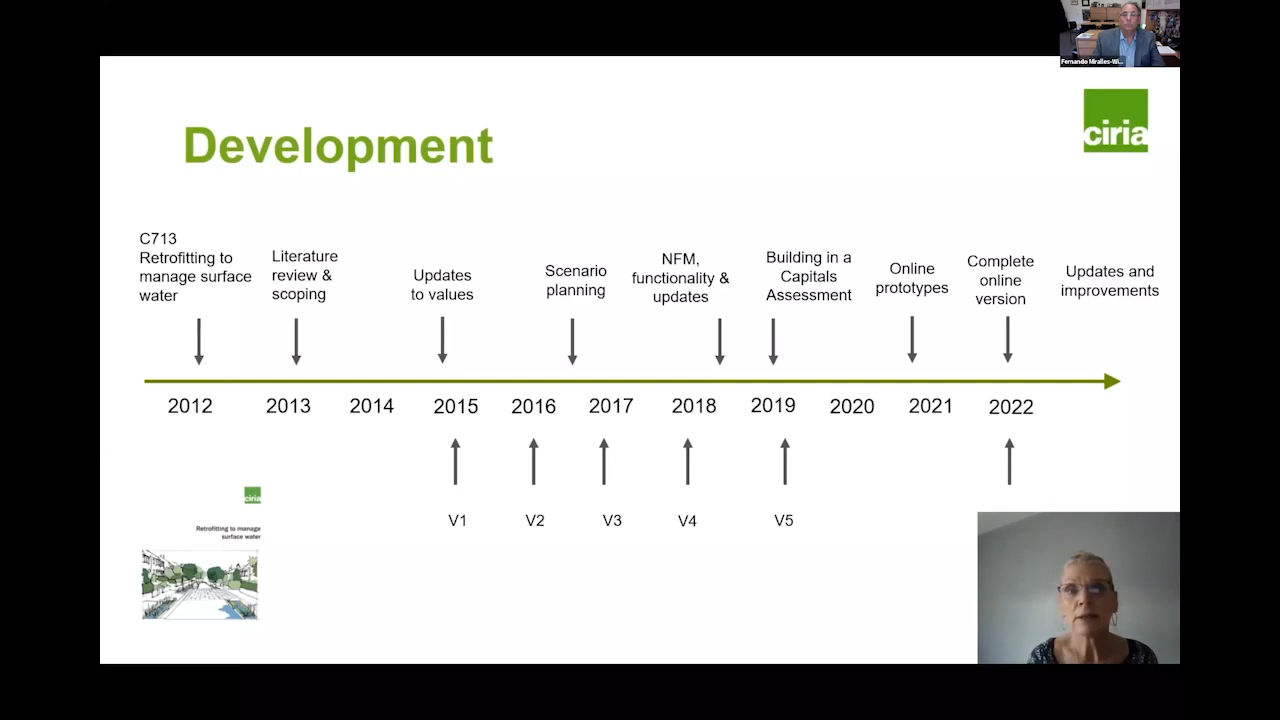 Fernando Miralles-Wi...
ciria
Development
C713
Retrofitting to
manage surface
water
Literature
review &
scoping
Updates
to values
Scenario
planning
NFM,
functionality &
updates
Building in a
Capitals
Assessment
Online
prototypes
Complete
online
version
Updates and
improvements
2012 2013 2014 2015 2016 2017 2018 2019 2020 2021 2022
V1 V2 V3 V4 V5
ciria
Retrofitting to manage
surface water